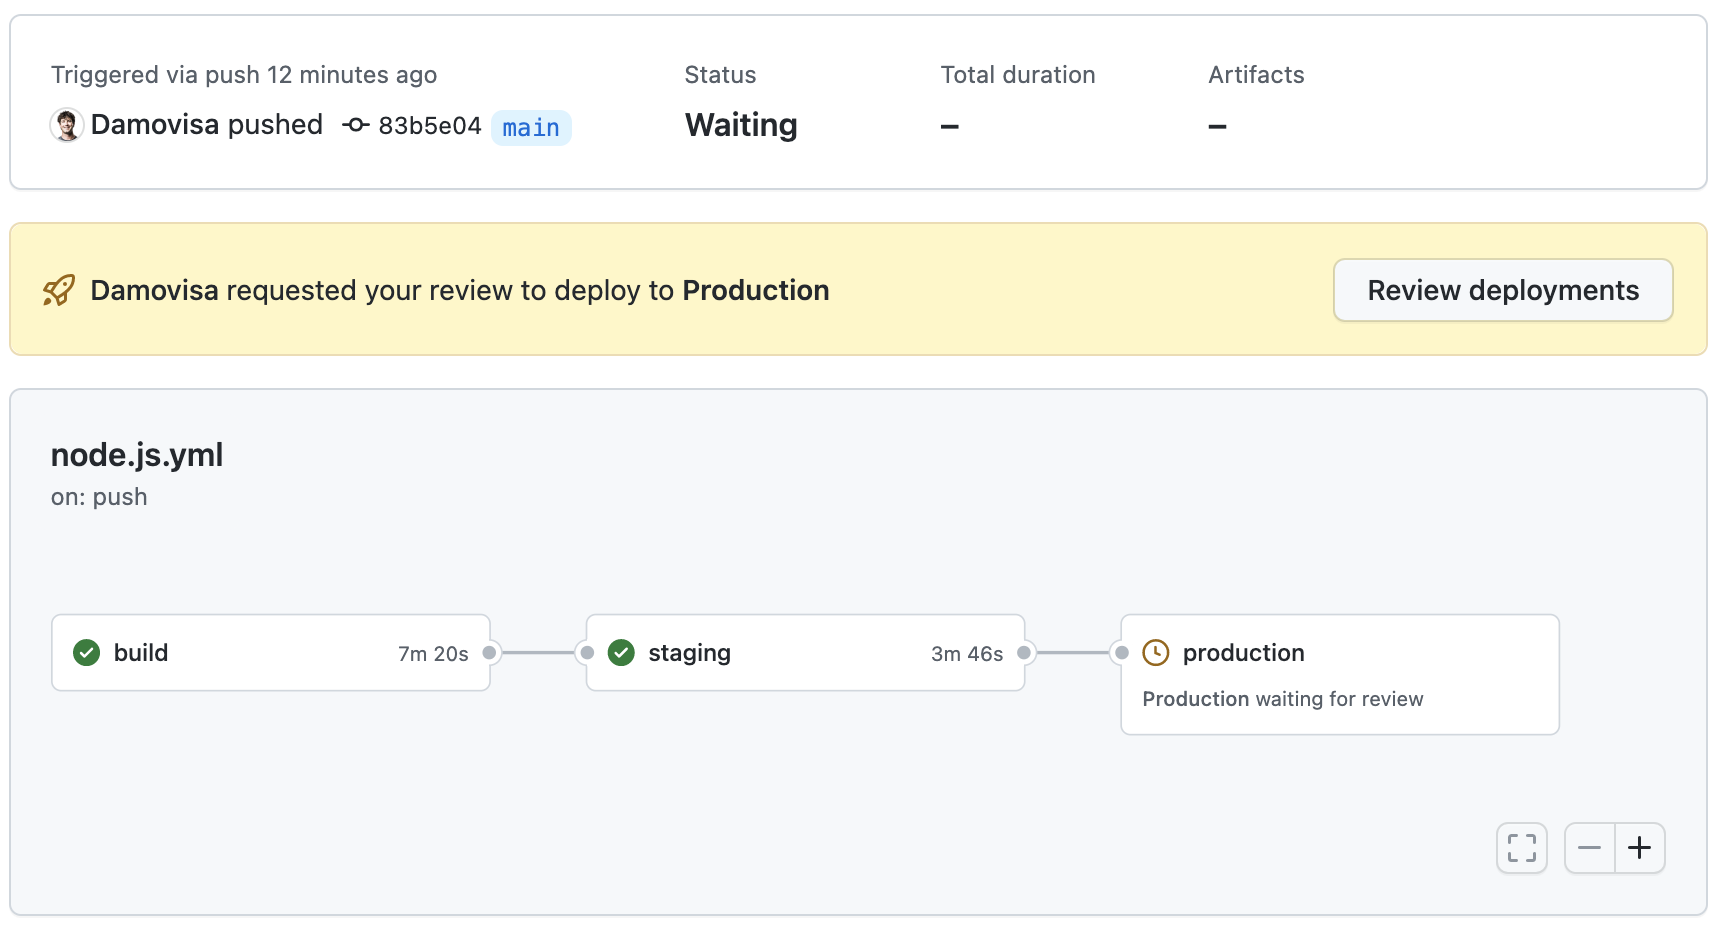 Triggered via push 12 minutes ago
Damovisa pushed 83b5e04 main
Status
Waiting
Total duration
–
Artifacts
–
Damovisa requested your review to deploy to Production
Review deployments
node.js.yml
on: push
build 7m 20s
staging 3m 46s
production
Production waiting for review